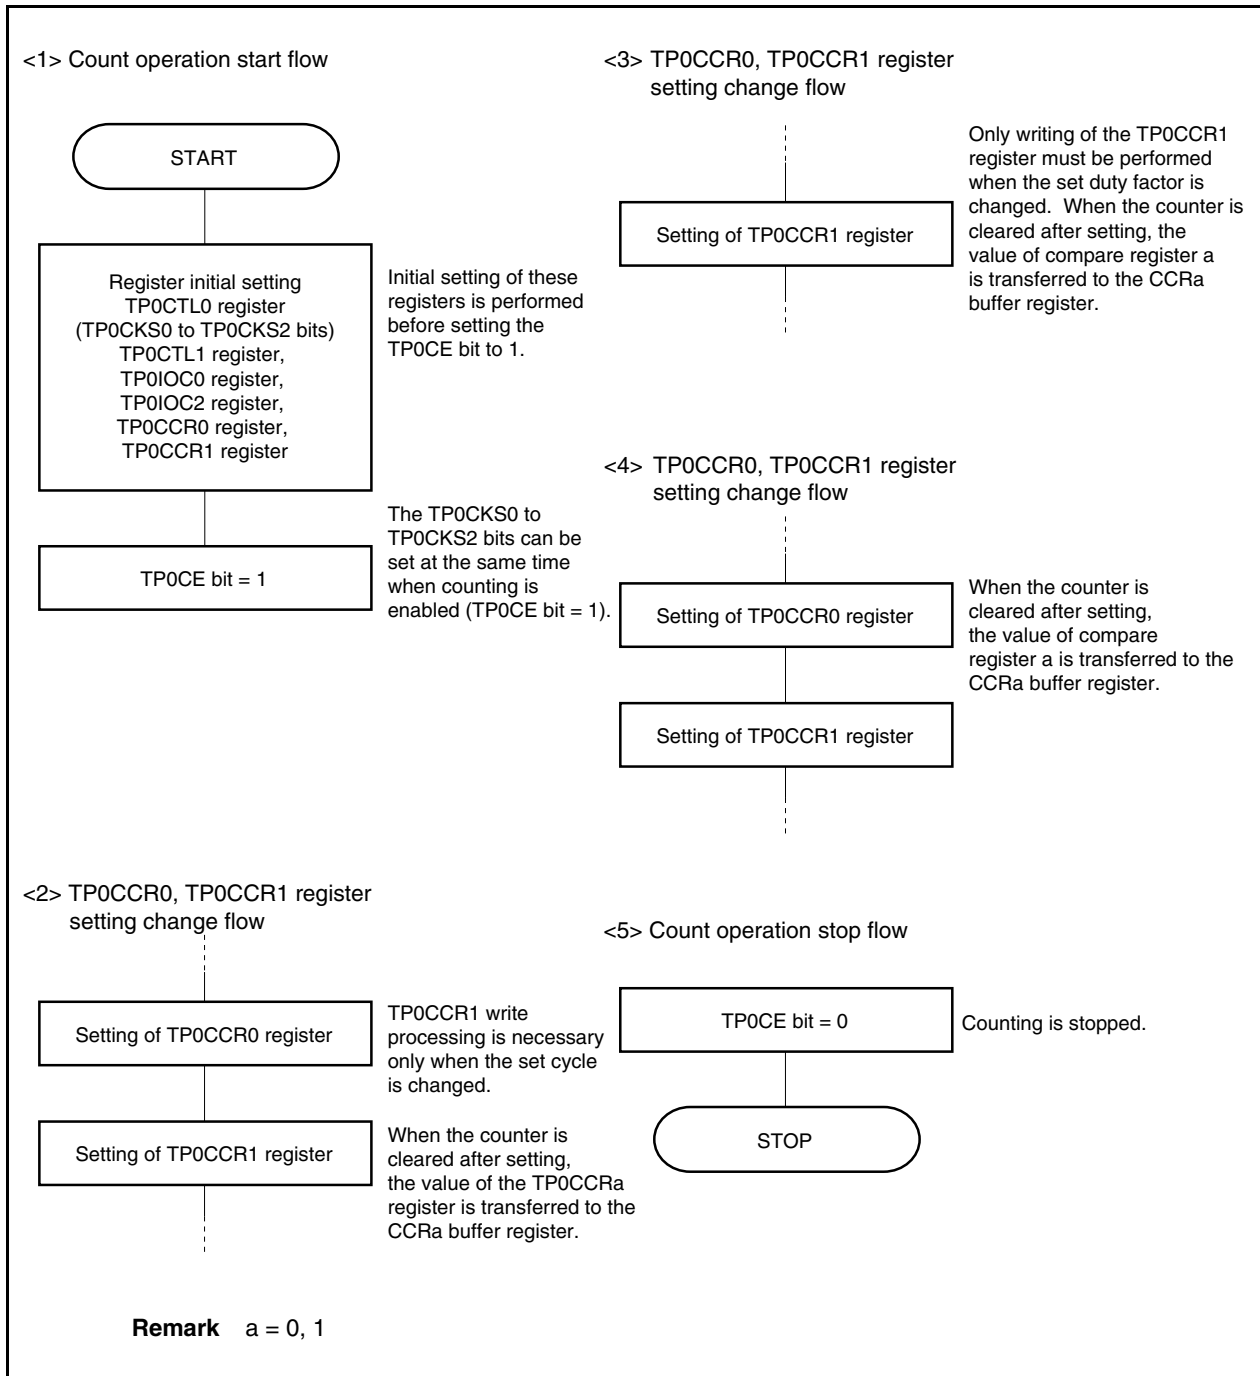 <1> Count operation start flow
START
Register initial setting
TP0CTL0 register
(TP0CKS0 to TP0CKS2 bits)
TP0CTL1 register,
TP0IOC0 register,
TP0IOC2 register,
TP0CCR0 register,
TP0CCR1 register
Initial setting of these
registers is performed
before setting the
TP0CE bit to 1.
TP0CE bit = 1
The TP0CKS0 to
TP0CKS2 bits can be
set at the same time
when counting is
enabled (TP0CE bit = 1).
<2> TP0CCR0, TP0CCR1 register
setting change flow
Setting of TP0CCR0 register
TP0CCR1 write
processing is necessary
only when the set cycle
is changed.
Setting of TP0CCR1 register
When the counter is
cleared after setting,
the value of the TP0CCRa
register is transferred to the
CCRa buffer register.
<3> TP0CCR0, TP0CCR1 register
setting change flow
Setting of TP0CCR1 register
Only writing of the TP0CCR1
register must be performed
when the set duty factor is
changed. When the counter is
cleared after setting, the
value of compare register a
is transferred to the CCRa
buffer register.
<4> TP0CCR0, TP0CCR1 register
setting change flow
Setting of TP0CCR0 register
When the counter is
cleared after setting,
the value of compare
register a is transferred to the
CCRa buffer register.
Setting of TP0CCR1 register
<5> Count operation stop flow
TP0CE bit = 0
Counting is stopped.
STOP
Remark a = 0, 1